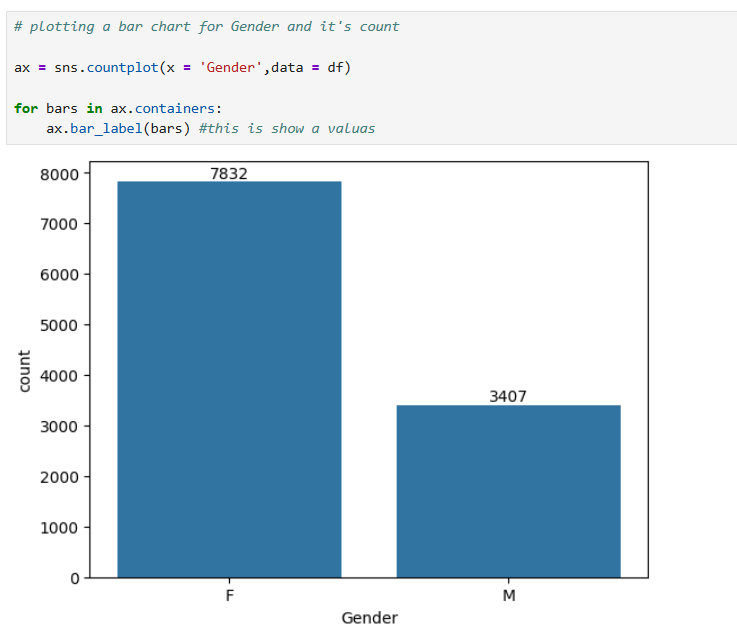 # plotting a bar chart for Gender and it's count
ax = sns.countplot(x = 'Gender',data = df)
for bars in ax.containers:
    ax.bar_label(bars) #this is show a valuas
8000
7000
6000
5000
4000
3000
2000
1000
0
count
7832
3407
F
M
Gender